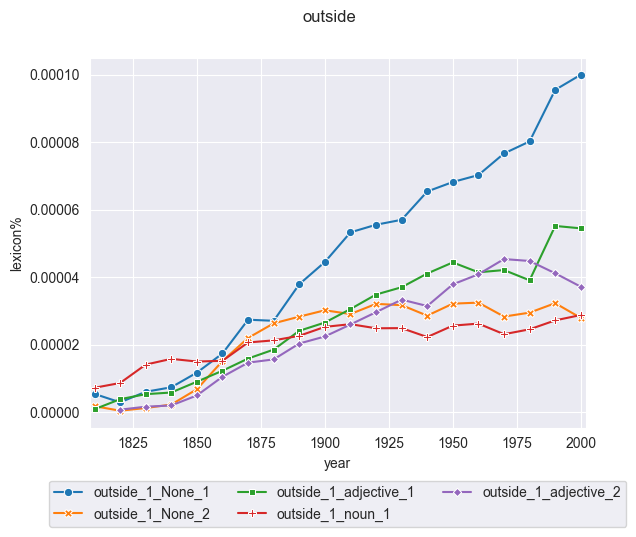 outside
0.00010
0.00008
0.00006
0.00004
0.00002
0.00000
lexicon%
1825 1850 1875 1900 1925 1950 1975 2000
year
outside_1_None_1 outside_1_adjective_1 outside_1_adjective_2
outside_1_None_2 outside_1_noun_1